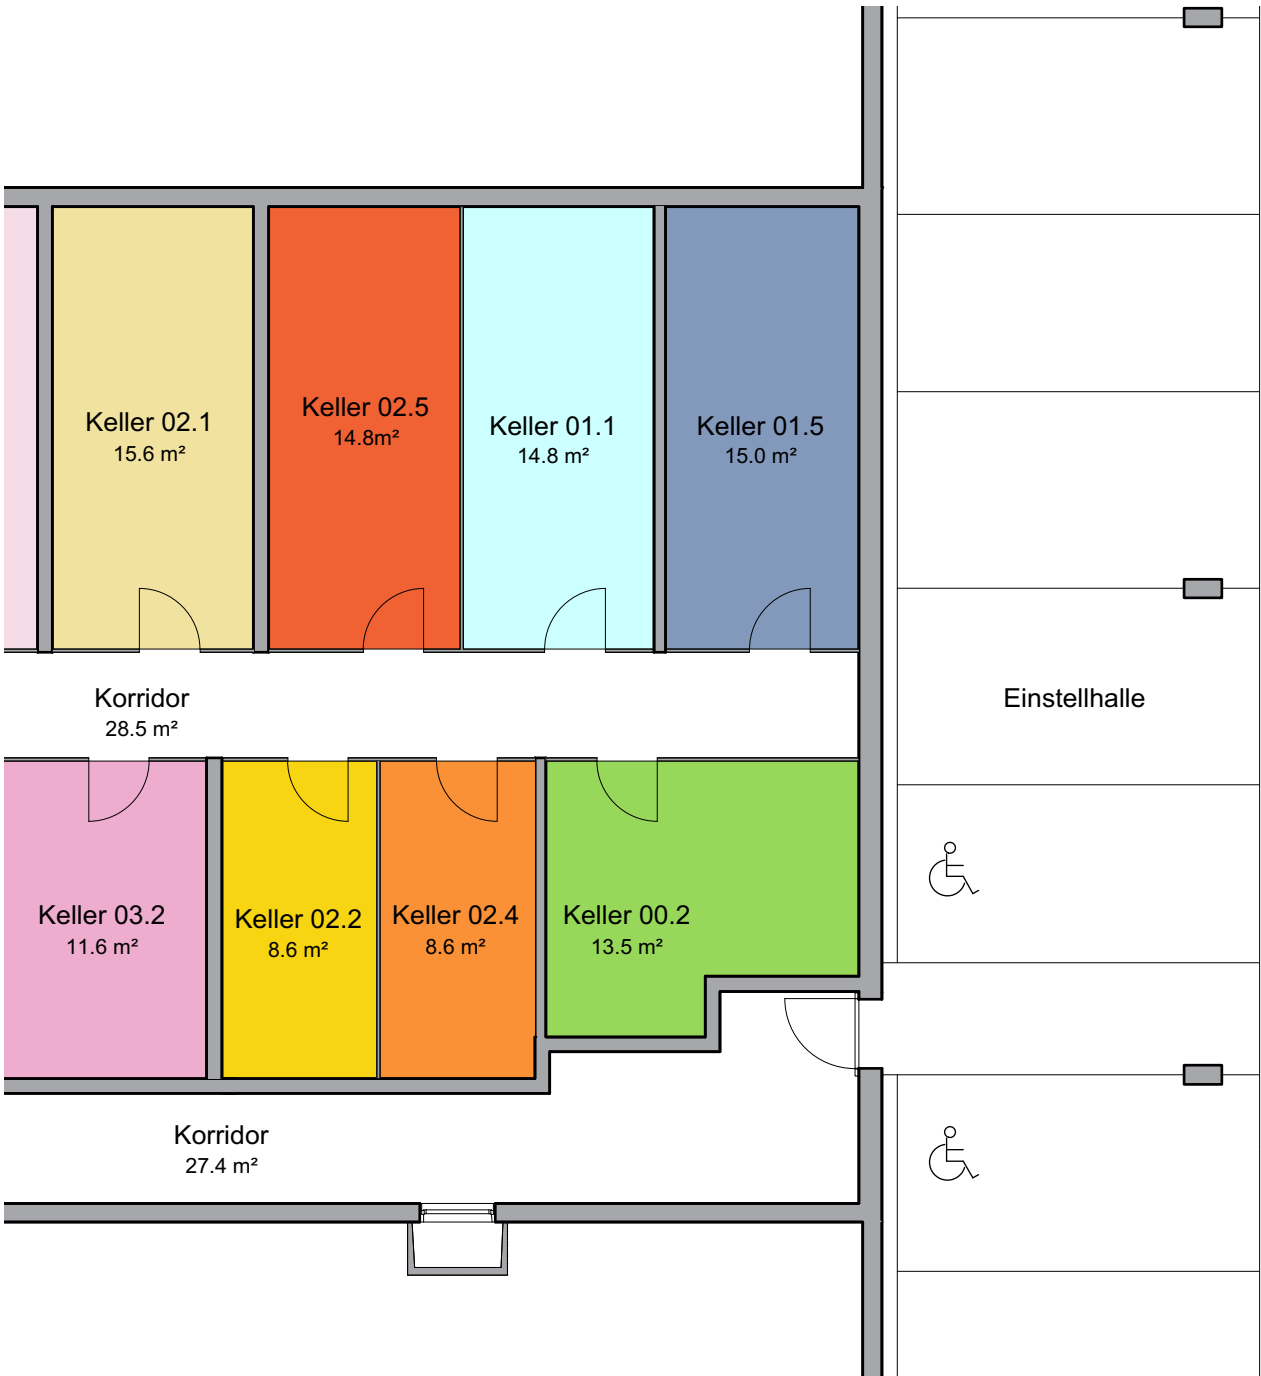 Keller 02.1
15.6 m²
Keller 02.5
14.8m²
Keller 01.1
14.8 m²
Keller 01.5
15.0 m²
Korridor
28.5 m²
Einstellhalle
Keller 03.2
11.6 m²
Keller 02.2
8.6 m²
Keller 02.4
8.6 m²
Keller 00.2
13.5 m²
Korridor
27.4 m²